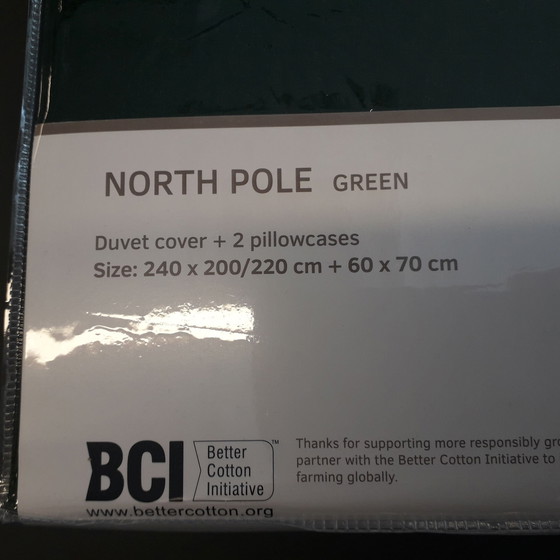 NORTH POLE GREEN
Duvet cover + 2 pillowcases
Size: 240 x 200/220 cm + 60 x 70 cm
BCI Better Cotton Initiative ™
www.bettercotton.org
Thanks for supporting more responsibly
partner with the Better Cotton Initiative to
farming globally.